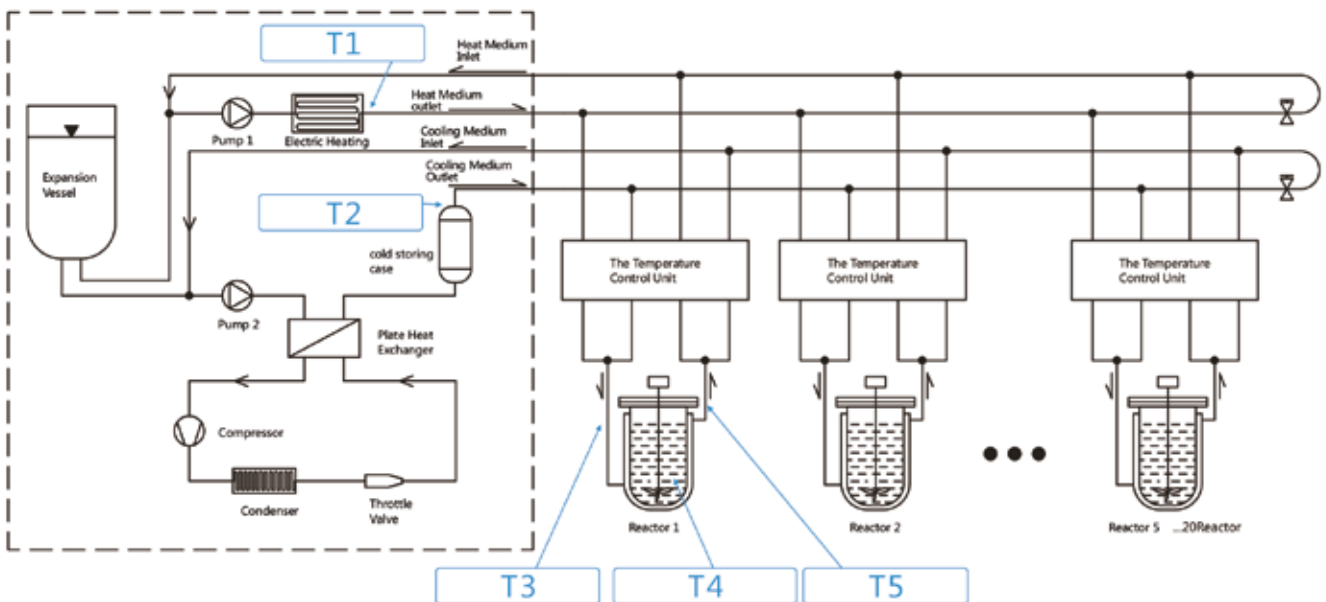 T1
Heat Medium
Inlet
Heat Medium
outlet
Pump 1
Electric Heating
Cooling Medium
Inlet
Cooling Medium
Outlet
Expansion
Vessel
T2
cold storing
case
The Temperature
Control Unit
The Temperature
Control Unit
The Temperature
Control Unit
Pump 2
Plate Heat
Exchanger
Compressor
Condenser
Throttle
Valve
Reactor 1
Reactor 2
Reactor 5 ...20Reactor
T3
T4
T5